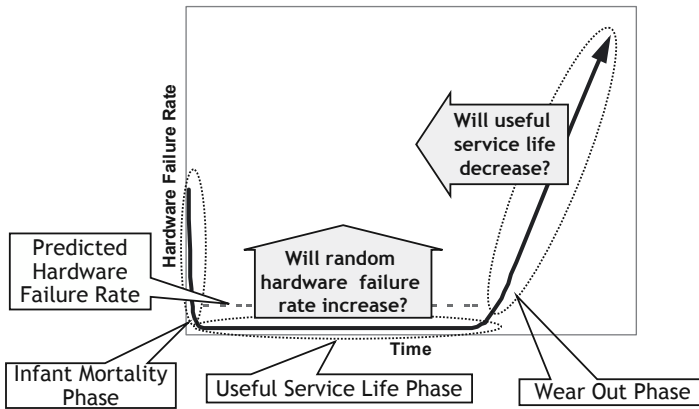 Hardware Failure Rate
Will useful
service life
decrease?
Predicted
Hardware
Failure Rate
Will random
hardware failure
rate increase?
Time
Infant Mortality
Phase
Useful Service Life Phase
Wear Out Phase